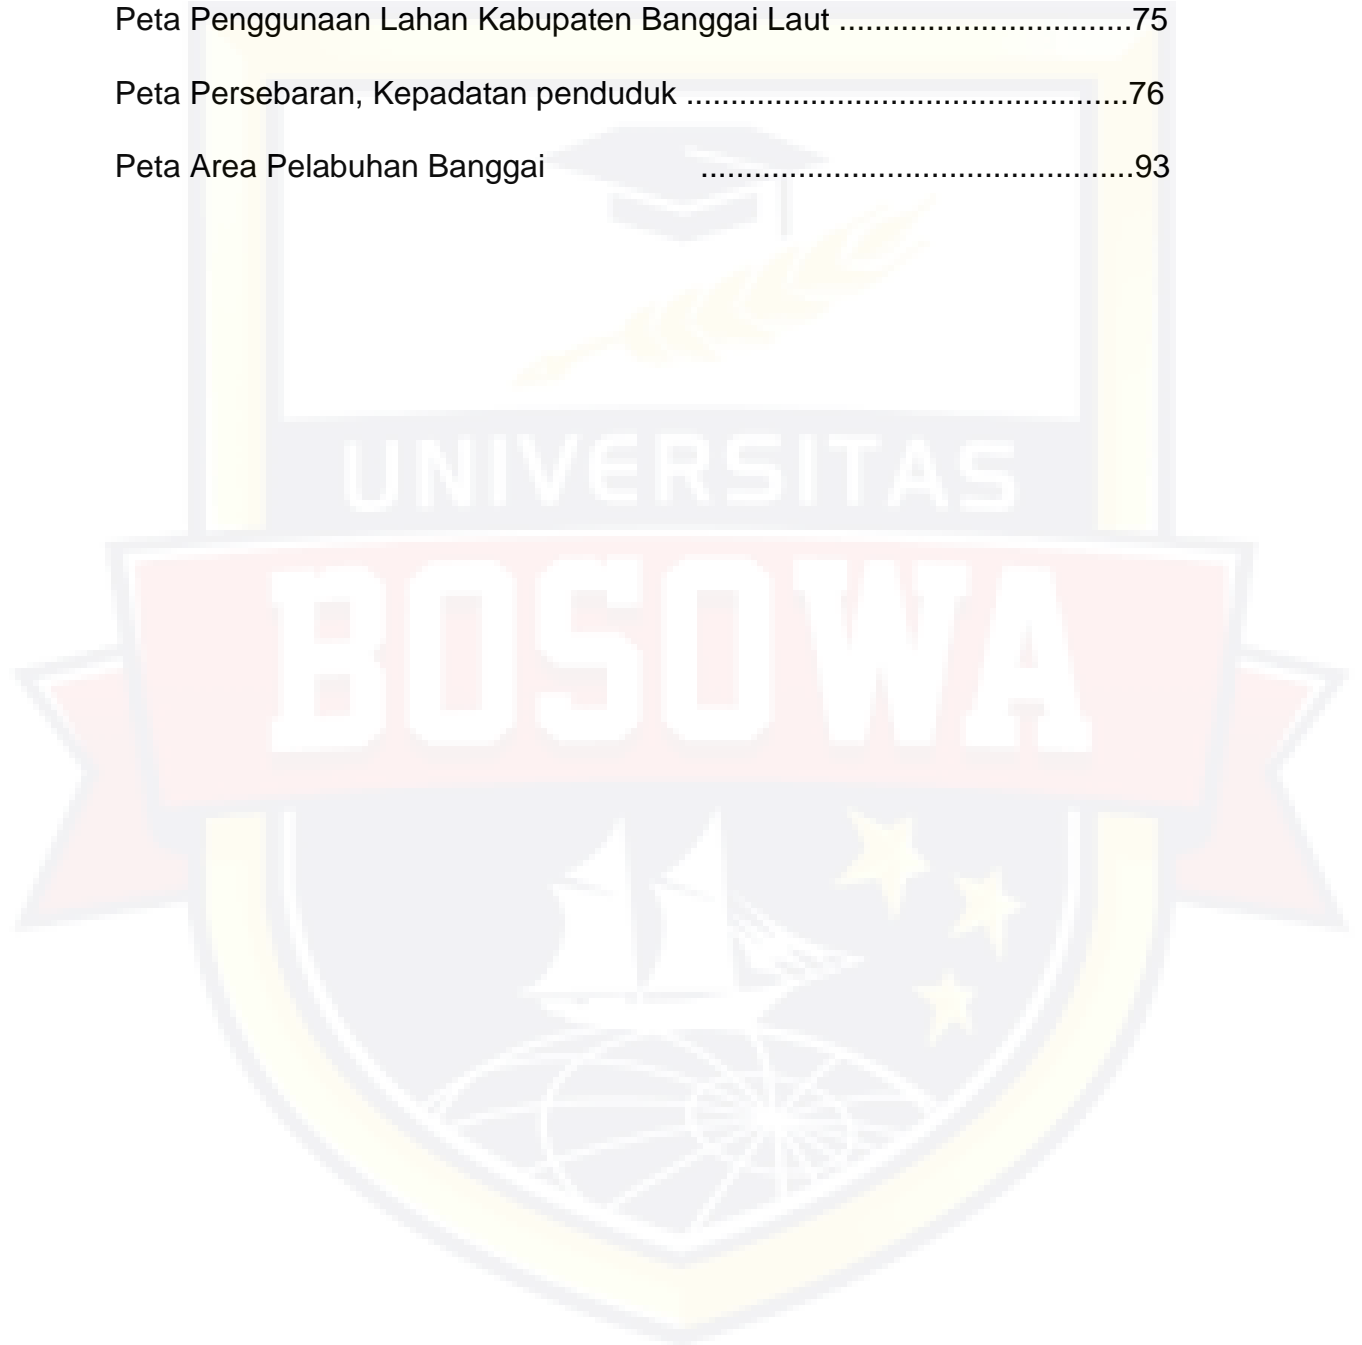 Peta Penggunaan Lahan Kabupaten Banggai Laut .................................75
Peta Persebaran, Kepadatan penduduk ..................................................76
Peta Area Pelabuhan Banggai .................................................93
UNIVERSITAS
BOSOWA